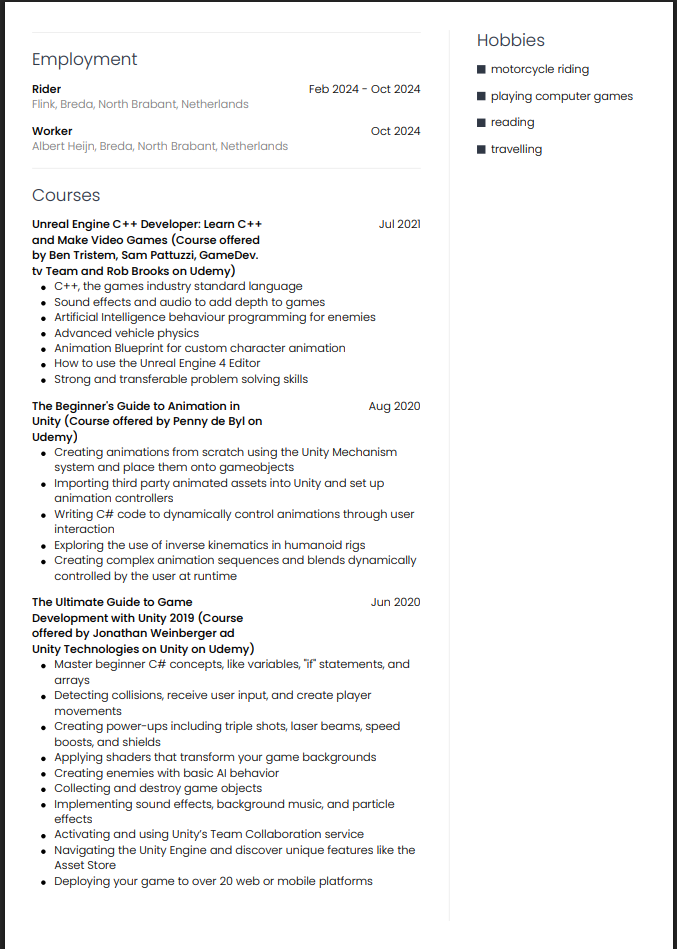 Employment
Rider Feb 2024 - Oct 2024
Flink, Breda, North Brabant, Netherlands
Worker Oct 2024
Albert Heijn, Breda, North Brabant, Netherlands
Courses
Unreal Engine C++ Developer: Learn C++ Jul 2021
and Make Video Games (Course offered
by Ben Tristem, Sam Pattuzzi, GameDev.
tv Team and Rob Brooks on Udemy)
• C++, the games industry standard language
• Sound effects and audio to add depth to games
• Artificial Intelligence behaviour programming for enemies
• Advanced vehicle physics
• Animation Blueprint for custom character animation
• How to use the Unreal Engine 4 Editor
• Strong and transferable problem solving skills
The Beginner's Guide to Animation in Aug 2020
Unity (Course offered by Penny de Byl on
Udemy)
• Creating animations from scratch using the Unity Mechanism
system and place them onto gameobjects
• Importing third party animated assets into Unity and set up
animation controllers
• Writing C# code to dynamically control animations through user
interaction
• Exploring the use of inverse kinematics in humanoid rigs
• Creating complex animation sequences and blends dynamically
controlled by the user at runtime
The Ultimate Guide to Game Jun 2020
Development with Unity 2019 (Course
offered by Jonathan Weinberger ad
Unity Technologies on Unity on Udemy)
• Master beginner C# concepts, like variables, "if" statements, and
arrays
• Detecting collisions, receive user input, and create player
movements
• Creating power-ups including triple shots, laser beams, speed
boosts, and shields
• Applying shaders that transform your game backgrounds
• Creating enemies with basic AI behavior
• Collecting and destroy game objects
• Implementing sound effects, background music, and particle
effects
• Activating and using Unity's Team Collaboration service
• Navigating the Unity Engine and discover unique features like the
Asset Store
• Deploying your game to over 20 web or mobile platforms
Hobbies
■ motorcycle riding
■ playing computer games
■ reading
■ travelling